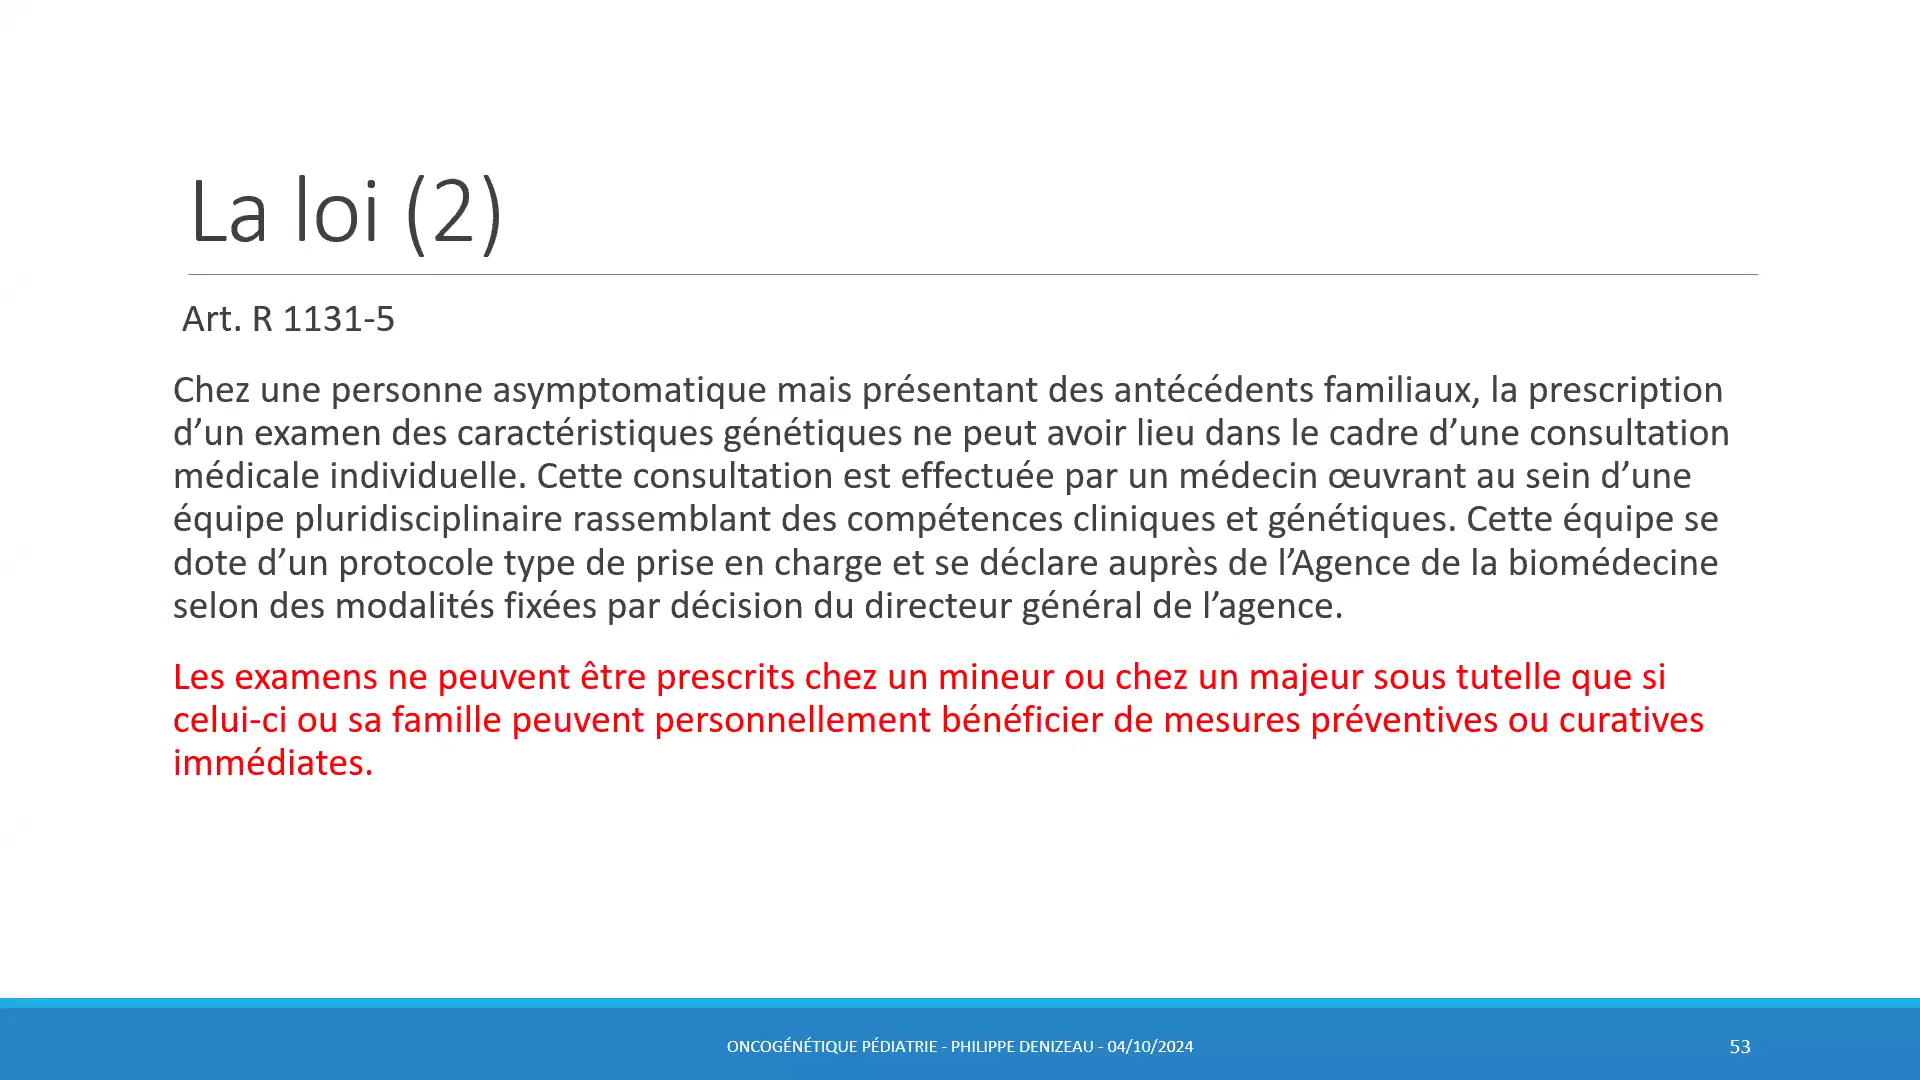 La loi (2)
Art. R 1131-5
Chez une personne asymptomatique mais présentant des antécédents familiaux, la prescription
d’un examen des caractéristiques génétiques ne peut avoir lieu dans le cadre d’une consultation
médicale individuelle. Cette consultation est effectuée par un médecin œuvrant au sein d’une
équipe pluridisciplinaire rassemblant des compétences cliniques et génétiques. Cette équipe se
dote d’un protocole type de prise en charge et se déclare auprès de l’Agence de la biomédecine
selon des modalités fixées par décision du directeur général de l’agence.
Les examens ne peuvent être prescrits chez un mineur ou chez un majeur sous tutelle que si
celui-ci ou sa famille peuvent personnellement bénéficier de mesures préventives ou curatives
immédiates.
ONCOGÉNÉTIQUE PÉDIATRIE - PHILIPPE DENIZEAU - 04/10/2024
53